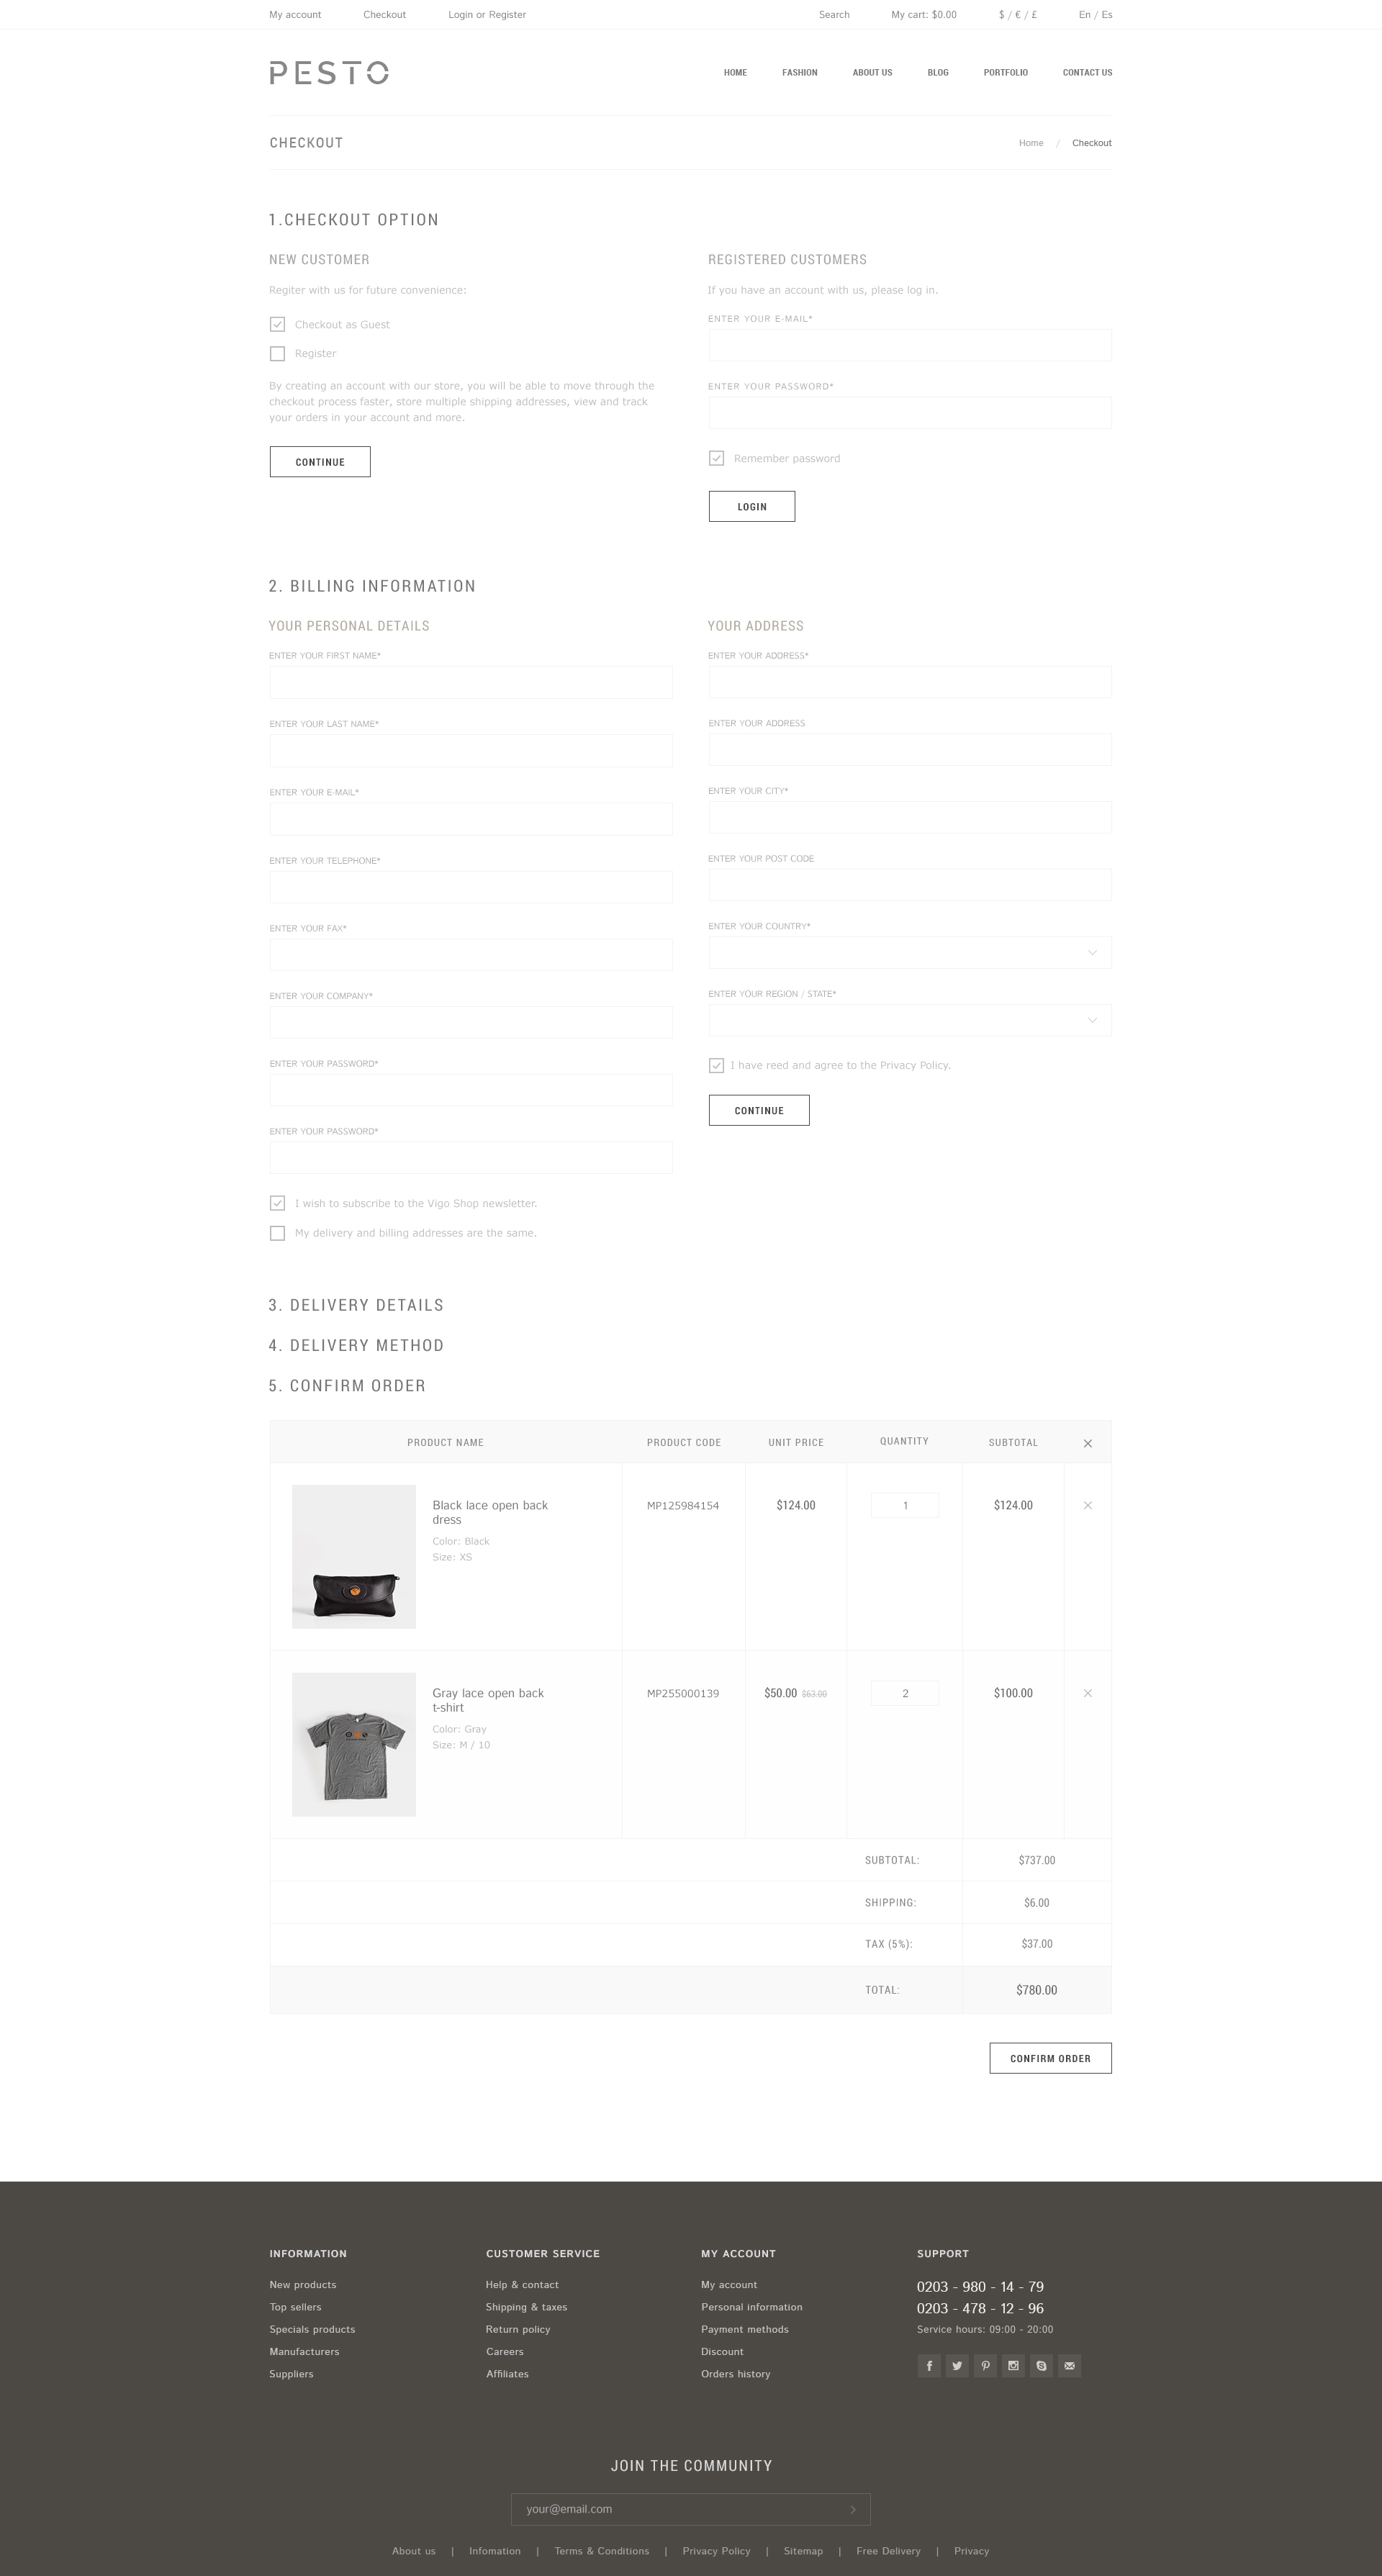 My account Checkout Login or Register Search My cart: $0.00 $ / € / £ En / Es
PESTO
HOME FASHION ABOUT US BLOG PORTFOLIO CONTACT US
CHECKOUT
Home / Checkout
1.CHECKOUT OPTION
NEW CUSTOMER
Regiter with us for future convenience:
Checkout as Guest
Register
By creating an account with our store, you will be able to move through the
checkout process faster, store multiple shipping addresses, view and track
your orders in your account and more.
CONTINUE
REGISTERED CUSTOMERS
If you have an account with us, please log in.
ENTER YOUR E-MAIL*
ENTER YOUR PASSWORD*
Remember password
LOGIN
2. BILLING INFORMATION
YOUR PERSONAL DETAILS
ENTER YOUR FIRST NAME*
ENTER YOUR LAST NAME*
ENTER YOUR E-MAIL*
ENTER YOUR TELEPHONE*
ENTER YOUR FAX*
ENTER YOUR COMPANY*
ENTER YOUR PASSWORD*
ENTER YOUR PASSWORD*
I wish to subscribe to the Vigo Shop newsletter.
My delivery and billing addresses are the same.
YOUR ADDRESS
ENTER YOUR ADDRESS*
ENTER YOUR ADDRESS
ENTER YOUR CITY*
ENTER YOUR POST CODE
ENTER YOUR COUNTRY*
ENTER YOUR REGION / STATE*
I have reed and agree to the Privacy Policy.
CONTINUE
3. DELIVERY DETAILS
4. DELIVERY METHOD
5. CONFIRM ORDER
PRODUCT NAME PRODUCT CODE UNIT PRICE QUANTITY SUBTOTAL
Black lace open back
dress
Color: Black
Size: XS
MP125984154 $124.00 1 $124.00
Gray lace open back
t-shirt
Color: Gray
Size: M / 10
MP255000139 $50.00 $63.00 2 $100.00
SUBTOTAL: $737.00
SHIPPING: $6.00
TAX (5%): $37.00
TOTAL: $780.00
CONFIRM ORDER
INFORMATION
New products
Top sellers
Specials products
Manufacturers
Suppliers
CUSTOMER SERVICE
Help & contact
Shipping & taxes
Return policy
Careers
Affiliates
MY ACCOUNT
My account
Personal information
Payment methods
Discount
Orders history
SUPPORT
0203 - 980 - 14 - 79
0203 - 478 - 12 - 96
Service hours: 09:00 - 20:00
JOIN THE COMMUNITY
your@email.com
About us | Infomation | Terms & Conditions | Privacy Policy | Sitemap | Free Delivery | Privacy